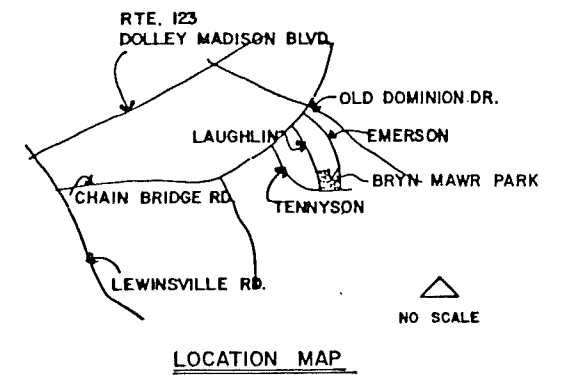 RTE. 123
DOLLEY MADISON BLVD.
OLD DOMINION DR.
LAUGHLIN
EMERSON
BRYN MAWR PARK
CHAIN BRIDGE RD.
TENNYSON
LEWINSVILLE RD.
NO SCALE
LOCATION MAP